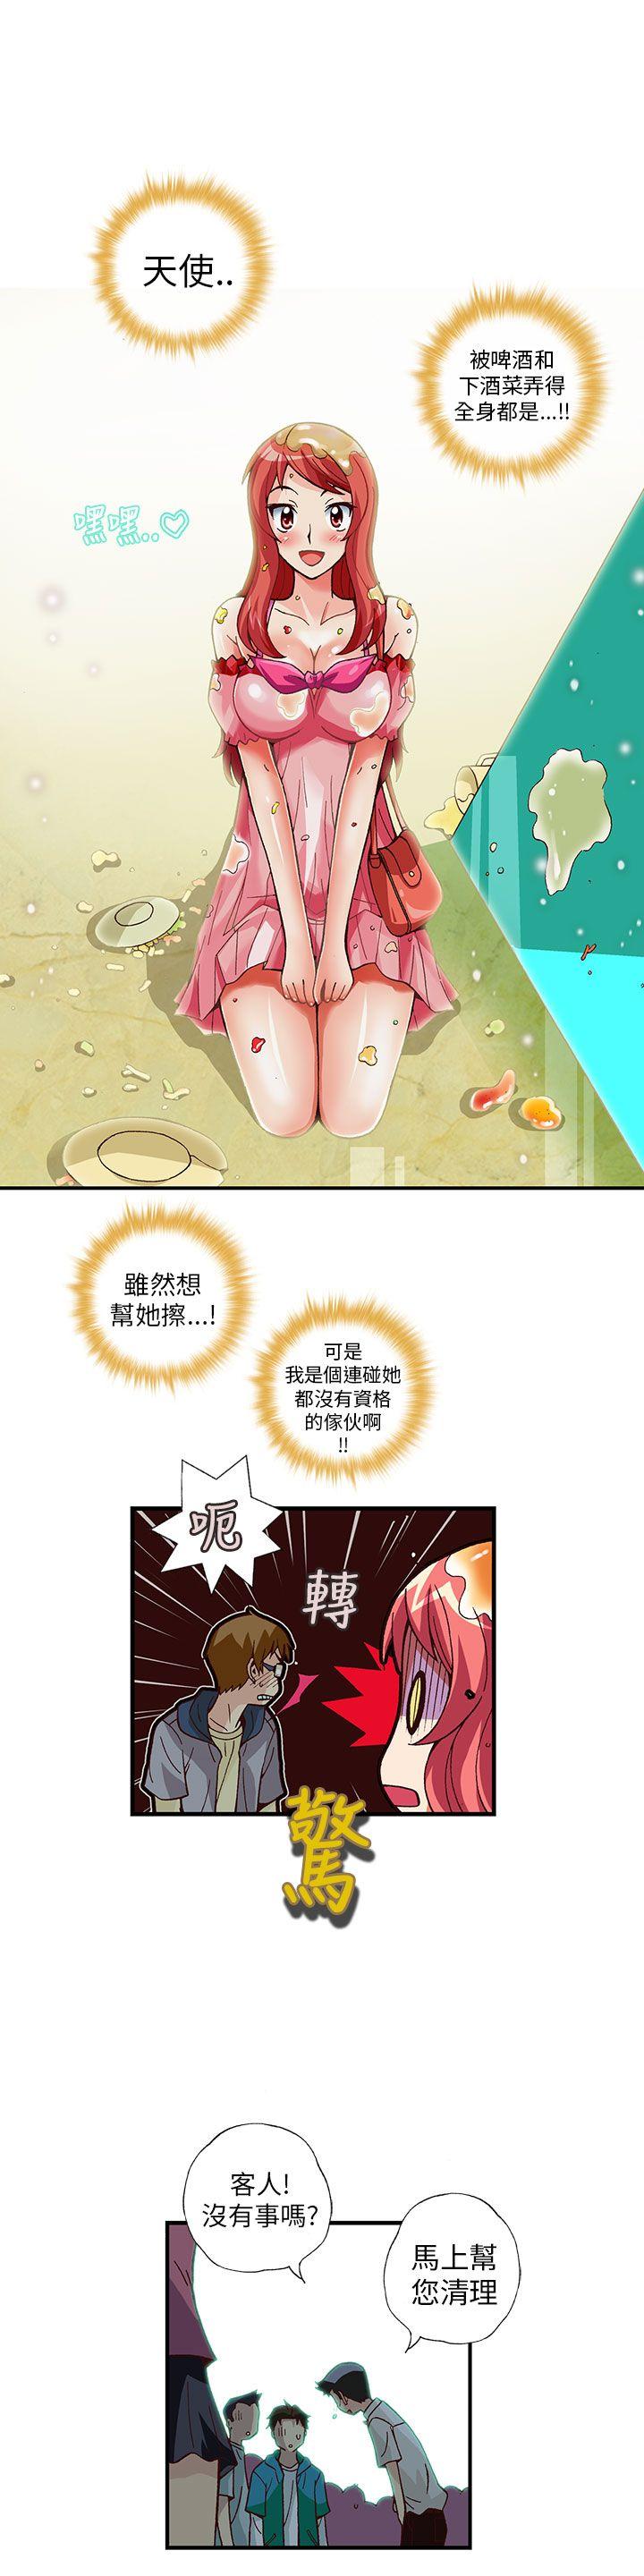 天使..
被啤酒和
下酒菜弄得
全身都是...!!
嘿嘿..♡
雖然想
幫她擦...!
可是
我是個連碰她
都沒有資格
的傢伙啊
!!
呃
轉
驚
客人!
沒有事嗎?
馬上幫
您清理